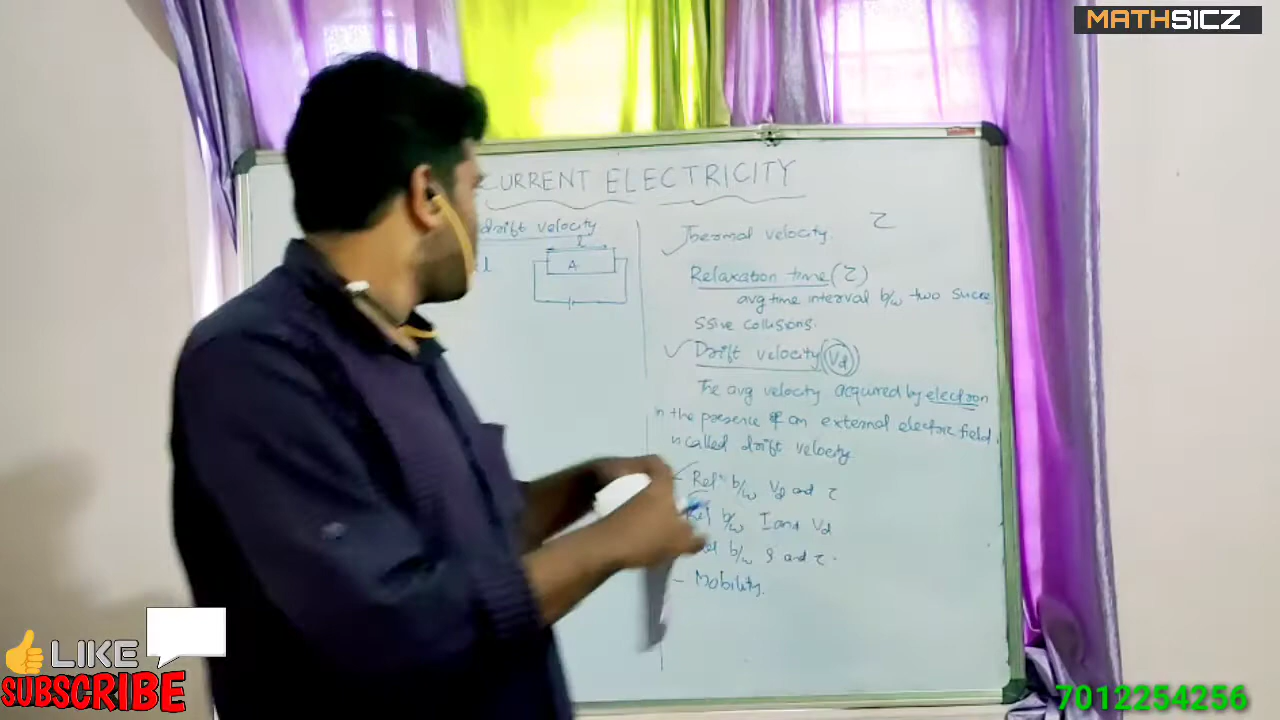 MATHSICZ
CURRENT ELECTRICITY
drift velocity
l
A
Thermal velocity. τ
Relaxation time (τ)
avg time interval b/w two succe
ssive collusions.
Drift velocity (Vd)
The avg velocity acquired by electron
in the presence of an external electric field.
is called drift velocity
Relⁿ b/w Vd and τ
Rel b/w I and Vd
b/w ρ and τ.
- Mobility.
LIKE
SUBSCRIBE
7012254256